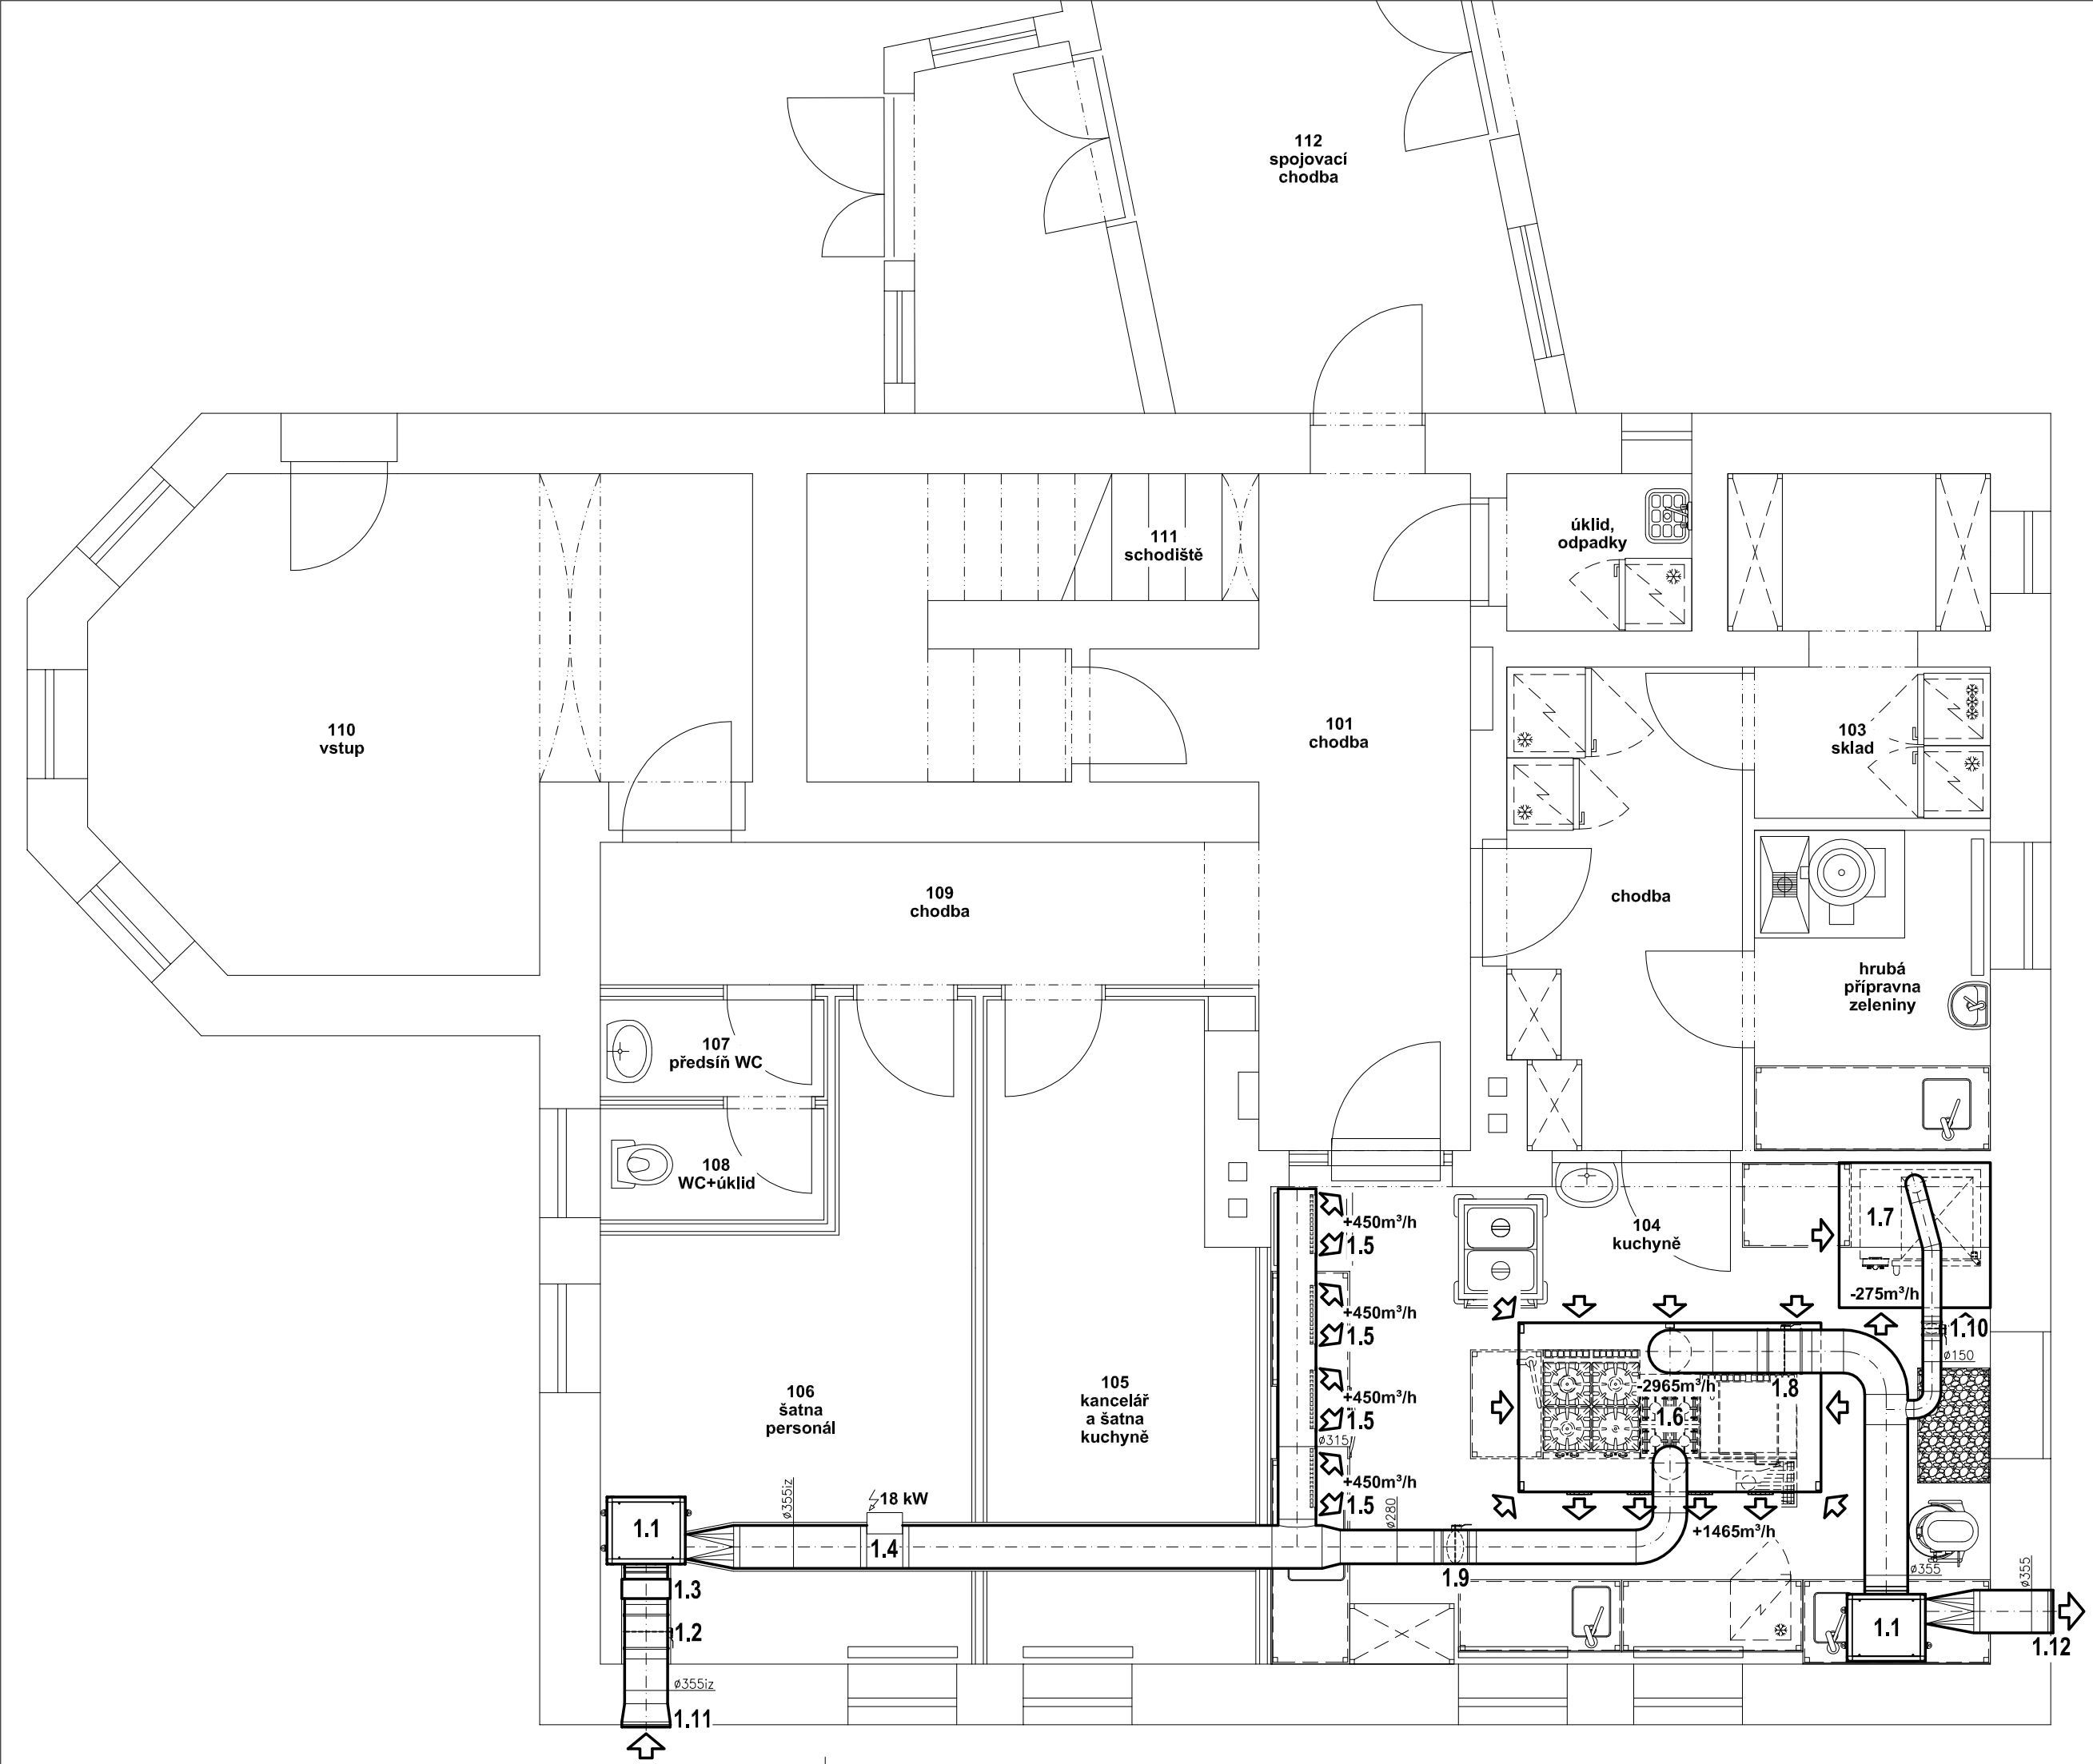 112
spojovací
chodba
úklid,
odpadky
111
schodiště
110
vstup
101
chodba
103
sklad
109
chodba
chodba
hrubá
přípravna
zeleniny
107
předsíň WC
108
WC+úklid
104
kuchyně
1.7
-275m³/h
1.10
ø150
+450m³/h
1.5
+450m³/h
1.5
+450m³/h
1.5
ø315
+450m³/h
1.5
-2965m³/h
1.6
1.8
+1465m³/h
106
šatna
personál
105
kancelář
a šatna
kuchyně
ø355iz
18 kW
1.1
1.4
ø280
1.9
1.3
1.2
ø355iz
1.11
ø355
ø355
1.1
1.12